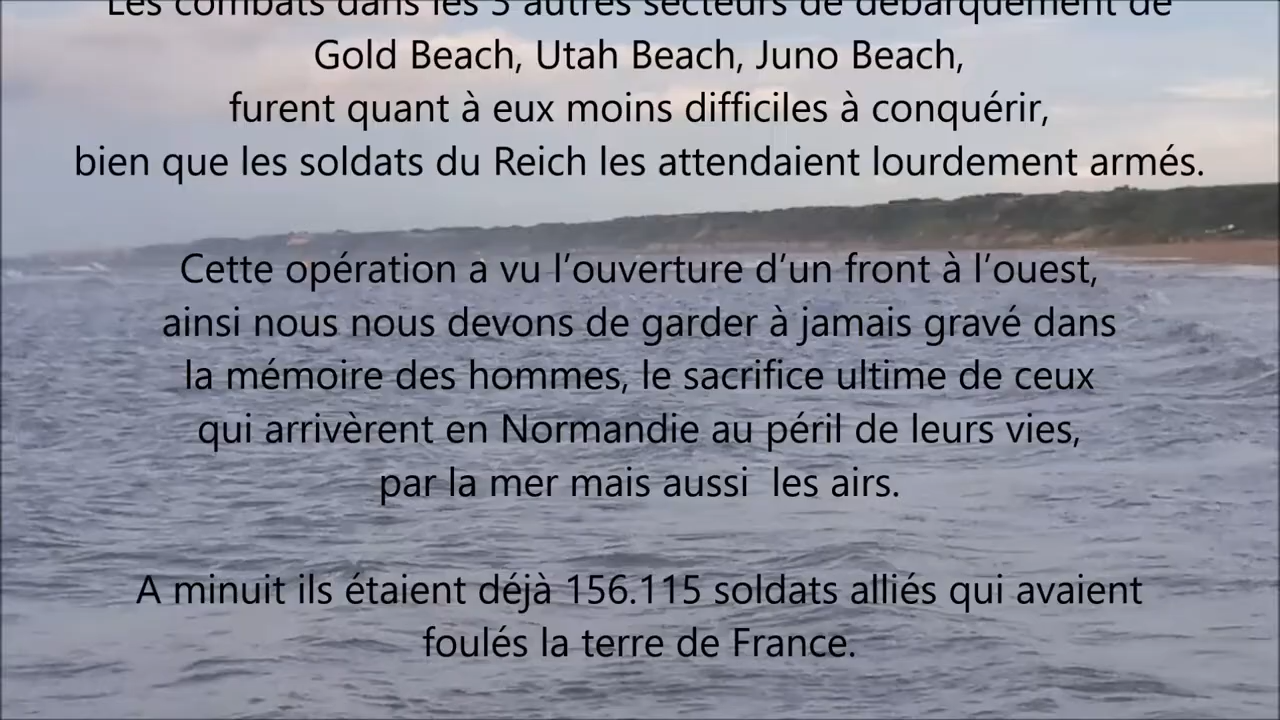 Les combats dans les 3 autres secteurs de débarquement de
Gold Beach, Utah Beach, Juno Beach,
furent quant à eux moins difficiles à conquérir,
bien que les soldats du Reich les attendaient lourdement armés.
Cette opération a vu l’ouverture d’un front à l’ouest,
ainsi nous nous devons de garder à jamais gravé dans
la mémoire des hommes, le sacrifice ultime de ceux
qui arrivèrent en Normandie au péril de leurs vies,
par la mer mais aussi  les airs.
A minuit ils étaient déjà 156.115 soldats alliés qui avaient
foulés la terre de France.